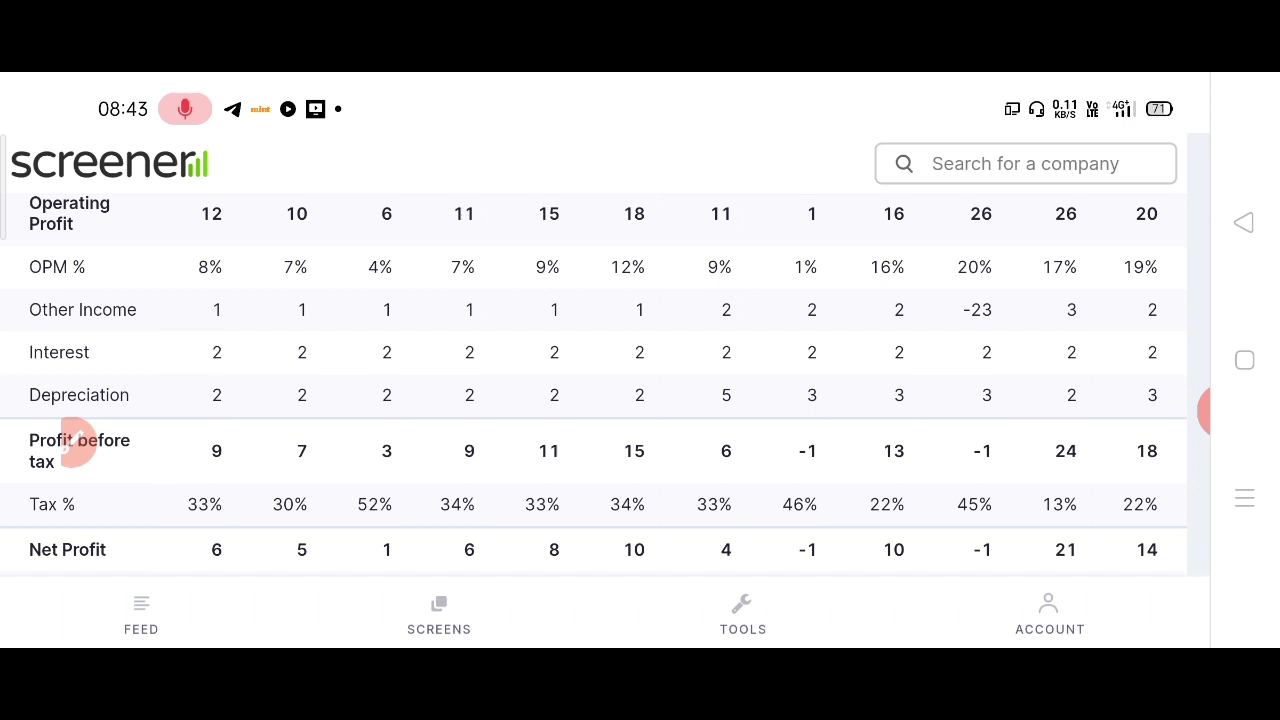 08:43 mint 0.11 KB/S Vo LTE 4G+ 71
screener
Search for a company
Operating Profit 12 10 6 11 15 18 11 1 16 26 26 20
OPM % 8% 7% 4% 7% 9% 12% 9% 1% 16% 20% 17% 19%
Other Income 1 1 1 1 1 1 2 2 2 -23 3 2
Interest 2 2 2 2 2 2 2 2 2 2 2 2
Depreciation 2 2 2 2 2 2 5 3 3 3 2 3
Profit before tax 9 7 3 9 11 15 6 -1 13 -1 24 18
Tax % 33% 30% 52% 34% 33% 34% 33% 46% 22% 45% 13% 22%
Net Profit 6 5 1 6 8 10 4 -1 10 -1 21 14
FEED SCREENS TOOLS ACCOUNT